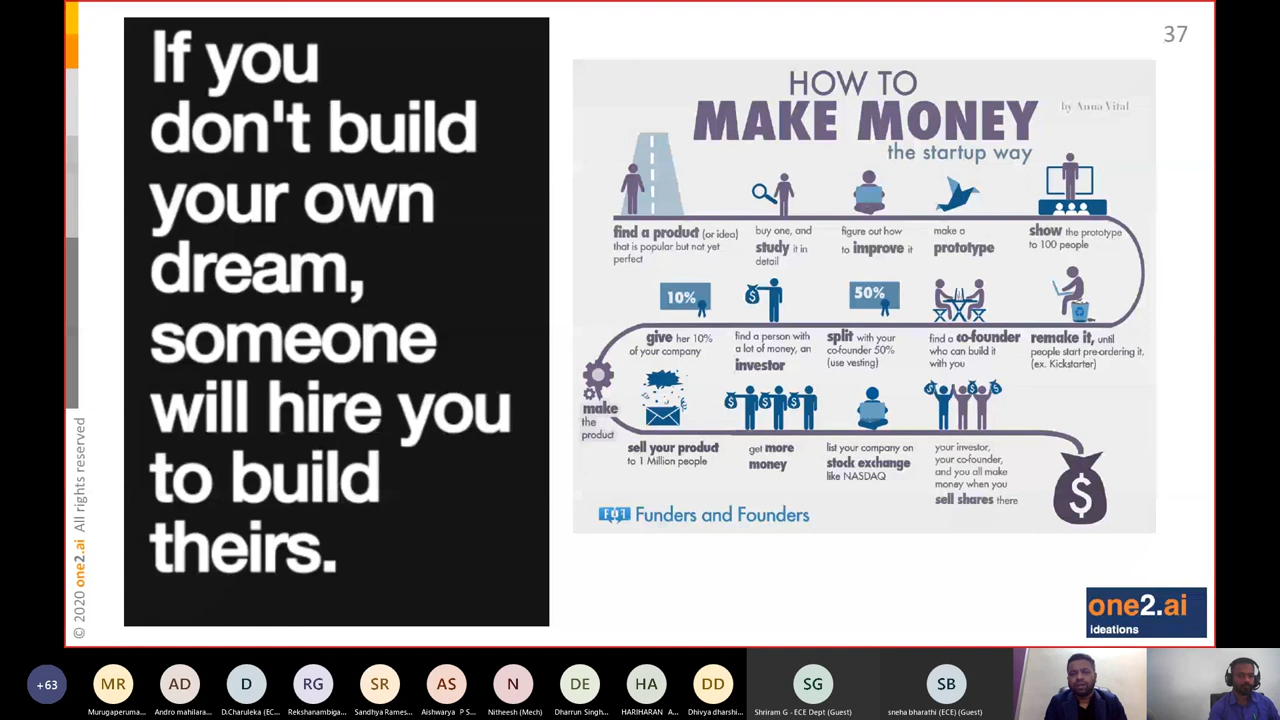 37
If you
don't build
your own
dream,
someone
will hire you
to build
theirs.
HOW TO
MAKE MONEY
by Anna Vital
the startup way
find a product (or idea)
that is popular but not yet
perfect
buy one, and
study it in
detail
figure out how
to improve it
make a
prototype
show the prototype
to 100 people
10%
50%
give her 10%
of your company
find a person with
a lot of money, an
investor
split with your
co-founder 50%
(use vesting)
find a co-founder
who can build it
with you
remake it, until
people start pre-ordering it,
(ex. Kickstarter)
make
the
product
sell your product
to 1 Million people
get more
money
list your company on
stock exchange
like NASDAQ
your investor,
your co-founder,
and you all make
money when you
sell shares there
$
Funders and Founders
© 2020 one2.ai All rights reserved
one2.ai
ideations
+63
MR
AD
D
RG
SR
AS
N
DE
HA
DD
SG
SB
Murugaperuma...
Andro mahilara...
D.Charuleka (EC...
Rekshanambiga...
Sandhya Rames...
Aishwarya P S...
Nitheesh (Mech)
Dharrun Singh...
HARIHARAN A...
Dhivya dharshi...
Shriram G - ECE Dept (Guest)
sneha bharathi (ECE) (Guest)